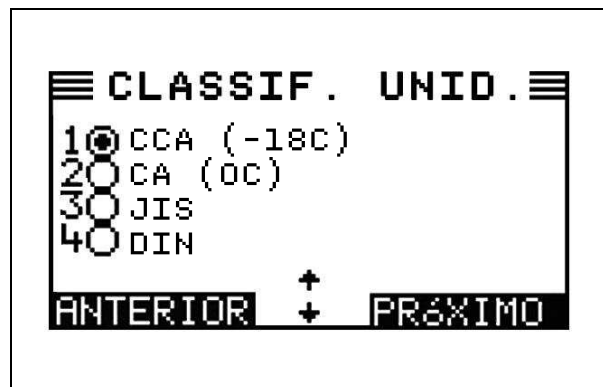 CLASSIF. UNID.
1 CCA (-18C)
2 CA (0C)
3 JIS
4 DIN
ANTERIOR PRÓXIMO